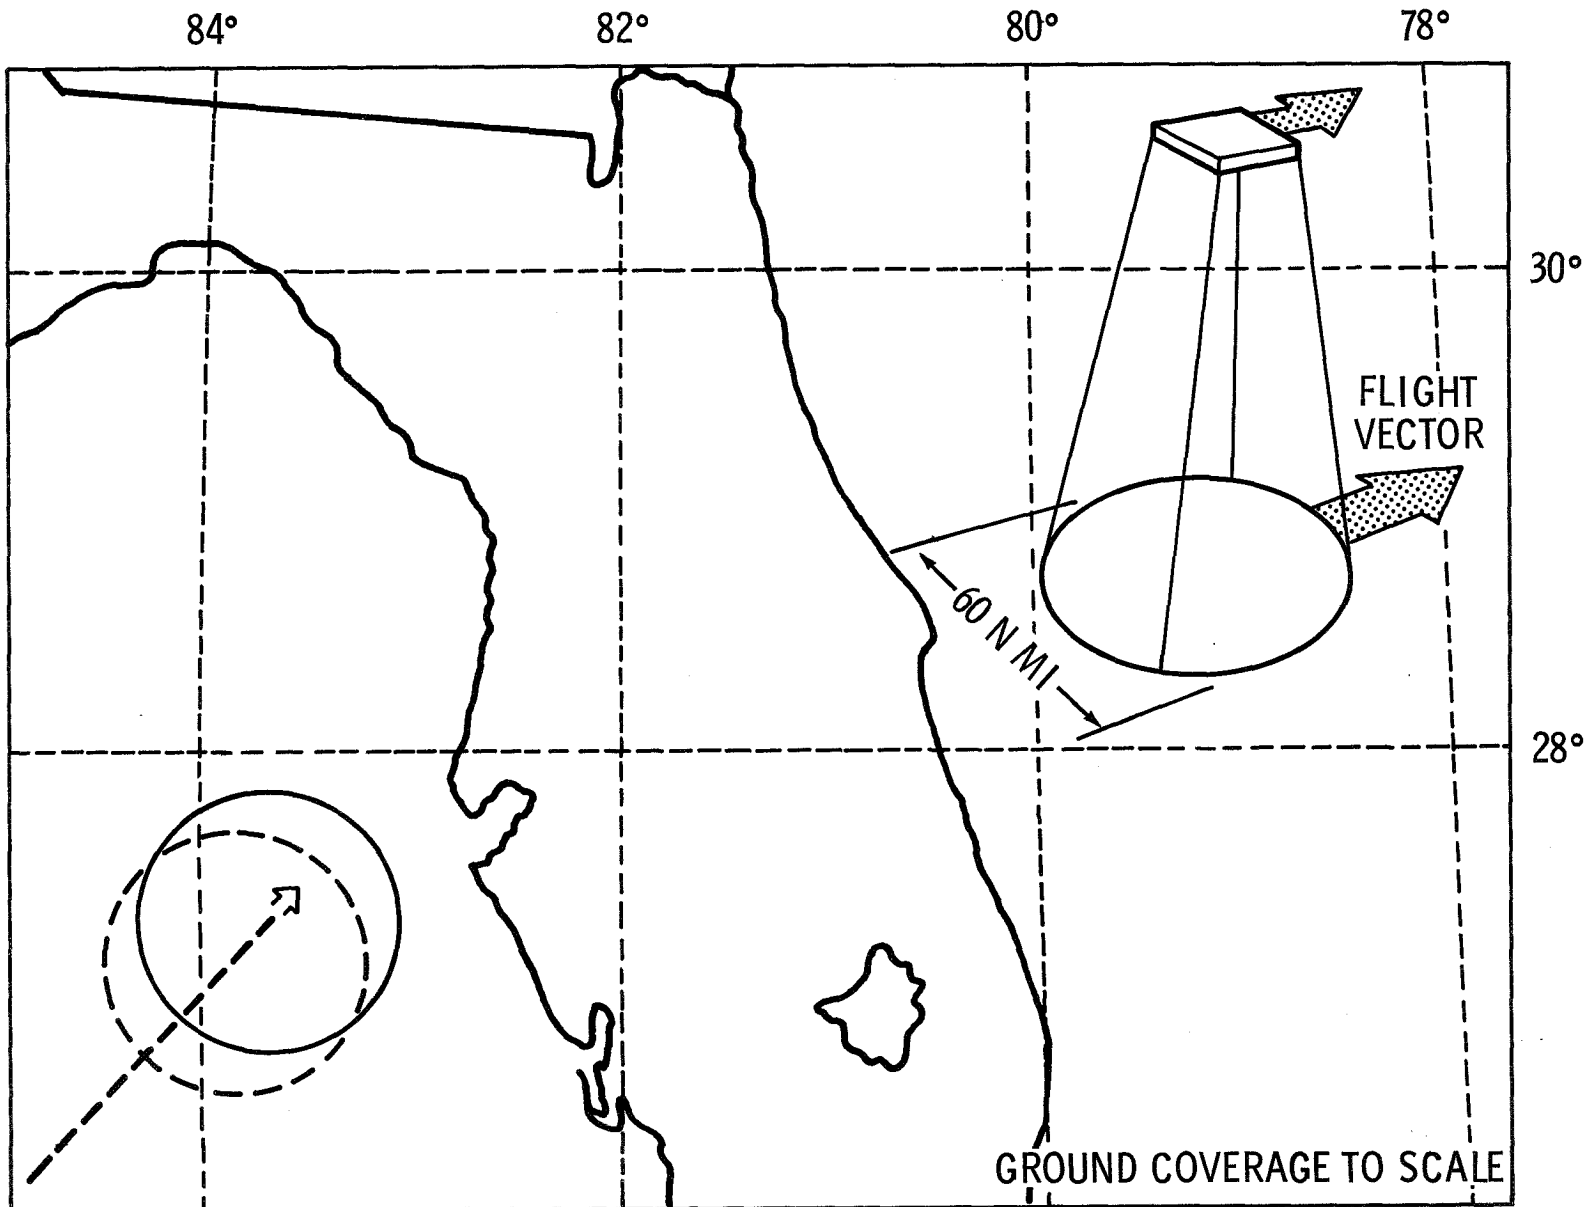 84° 82° 80° 78°
30°
FLIGHT
VECTOR
60 N MI
28°
GROUND COVERAGE TO SCALE